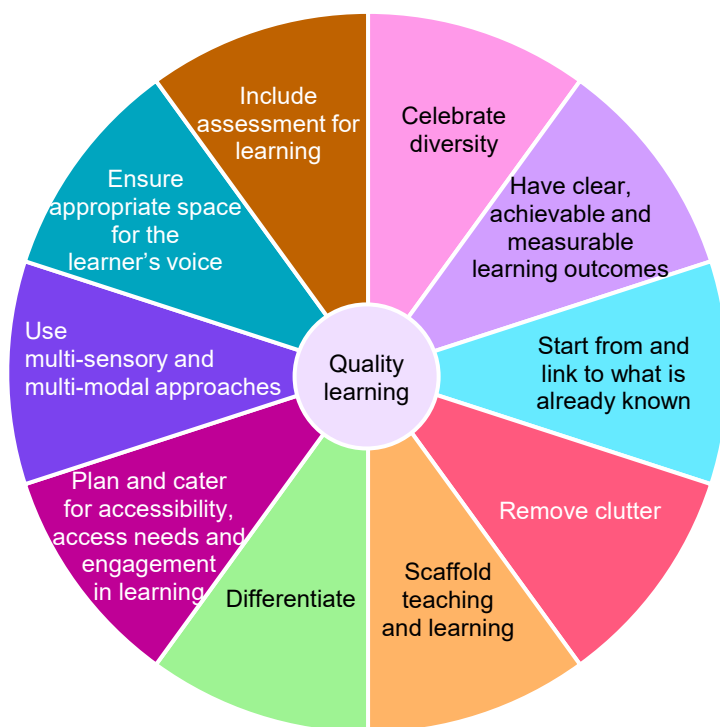 Celebrate
diversity
Have clear,
achievable and
measurable
learning outcomes
Start from and
link to what is
already known
Remove clutter
Scaffold
teaching
and learning
Differentiate
Plan and cater
for accessibility,
access needs and
engagement
in learning
Use
multi-sensory and
multi-modal approaches
Ensure
appropriate space
for the
learner’s voice
Include
assessment for
learning
Quality
learning